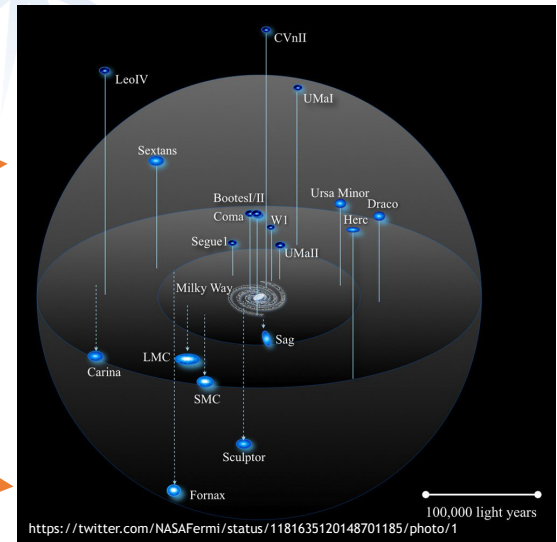 CVnII
LeoIV
UMaI
Sextans
BootesI/II
Ursa Minor
Draco
Coma
W1
Herc
Segue1
UMaII
Milky Way
Sag
LMC
Carina
SMC
Sculptor
Fornax
100,000 light years
https://twitter.com/NASAFermi/status/1181635120148701185/photo/1